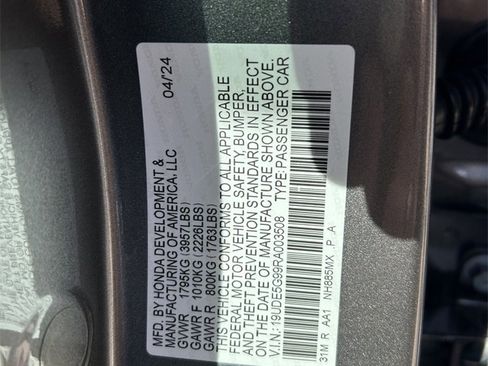 MFD. BY HONDA DEVELOPMENT &
MANUFACTURING OF AMERICA, LLC 04/24
GVWR 1795KG (3957LBS)
GAWR F 1010KG (2226LBS)
GAWR R 800KG (1763LBS)
THIS VEHICLE CONFORMS TO ALL APPLICABLE
FEDERAL MOTOR VEHICLE SAFETY, BUMPER,
AND THEFT PREVENTION STANDARDS IN EFFECT
ON THE DATE OF MANUFACTURE SHOWN ABOVE.
V.I.N.: 19UDE5G99RA003508 TYPE: PASSENGER CAR
31M R AA1 NH885MX P A